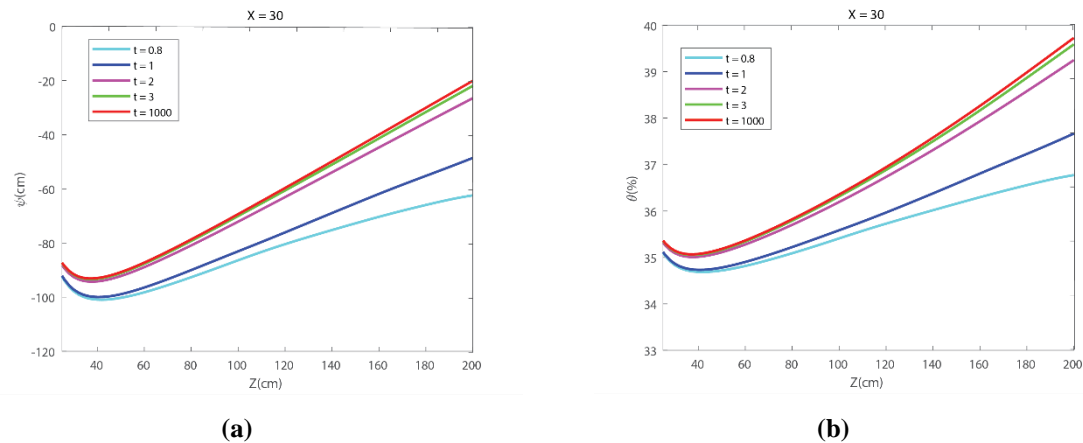 X = 30
0
-20
-40
-60
-80
-100
-120
ψ(cm)
t = 0.8
t = 1
t = 2
t = 3
t = 1000
40 60 80 100 120 140 160 180 200
Z(cm)
(a)
X = 30
40
39
38
37
36
35
34
33
θ(%)
t = 0.8
t = 1
t = 2
t = 3
t = 1000
40 60 80 100 120 140 160 180 200
Z(cm)
(b)